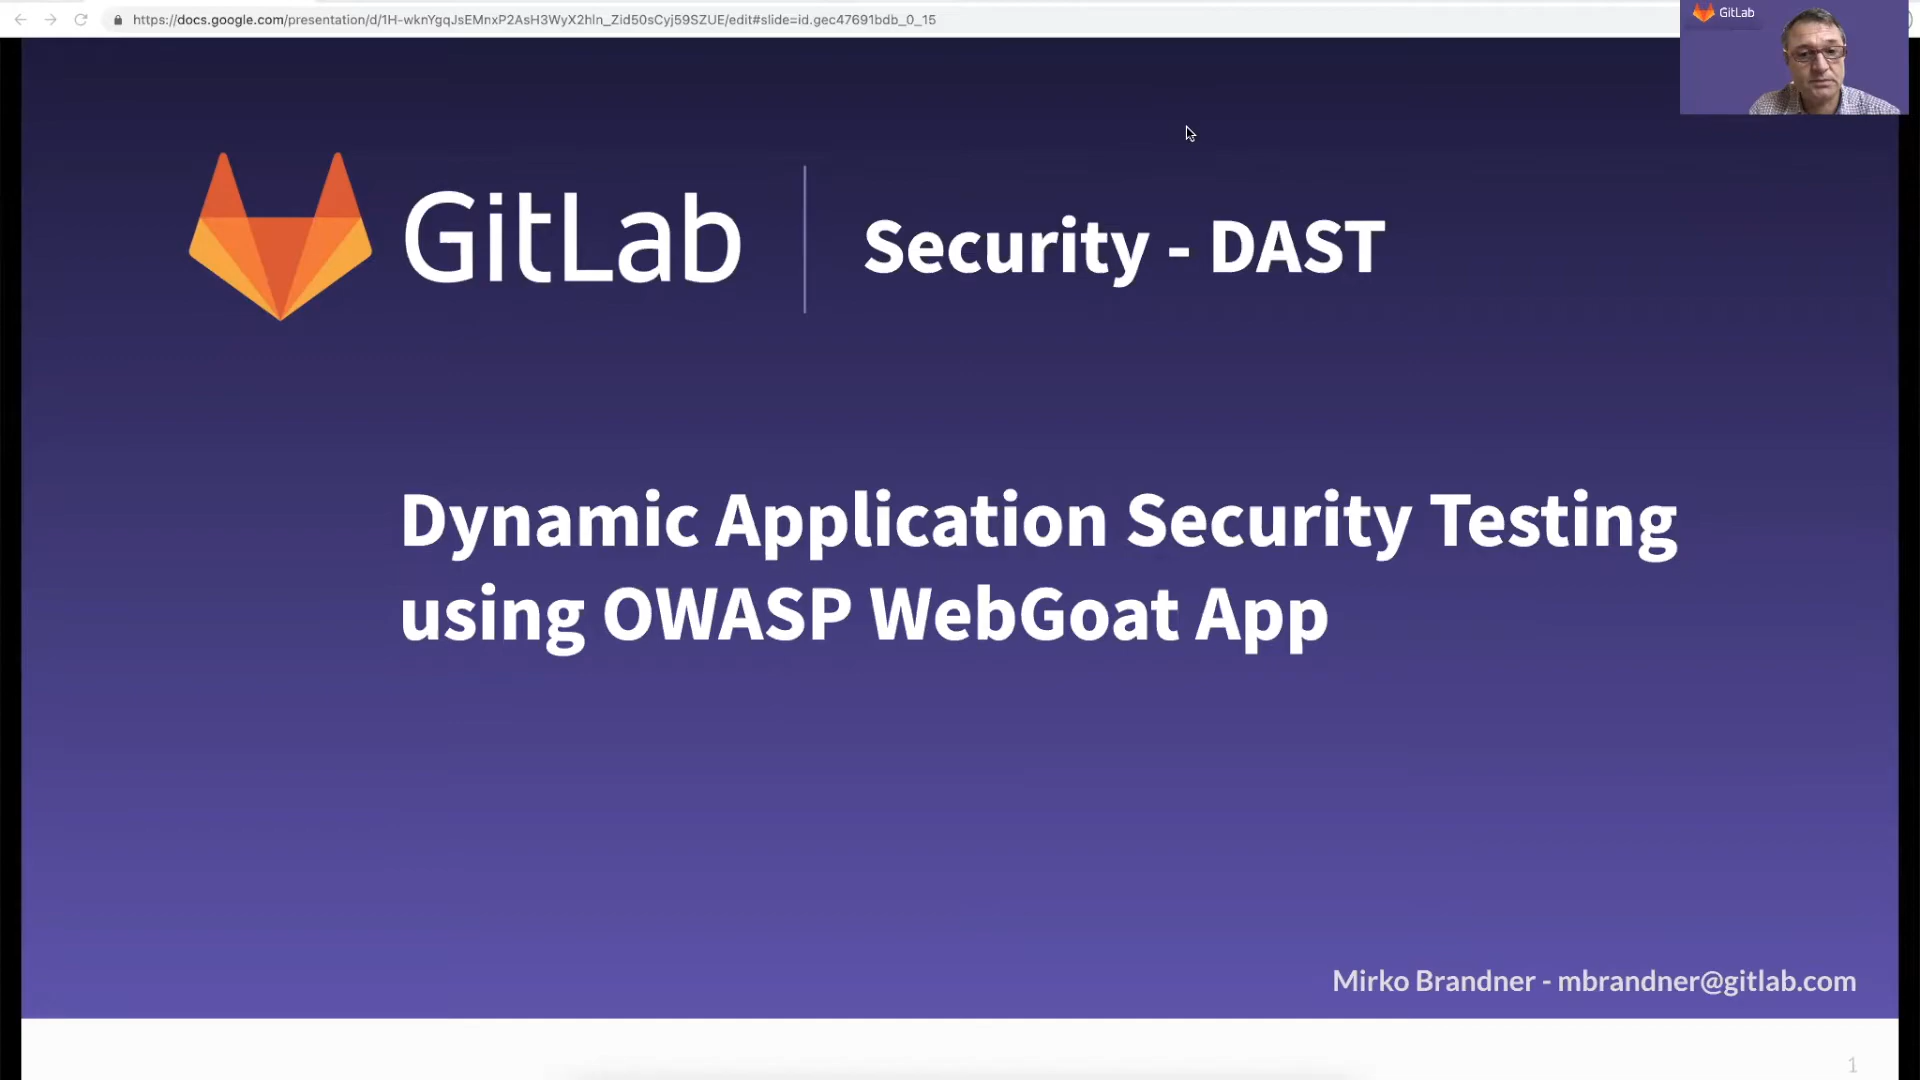 https://docs.google.com/presentation/d/1H-wknYgqJsEMnxP2AsH3WyX2hln_Zid50sCyj59SZUE/edit#slide=id.gec47691bdb_0_15
GitLab
GitLab
Security - DAST
Dynamic Application Security Testing
using OWASP WebGoat App
Mirko Brandner - mbrandner@gitlab.com
1